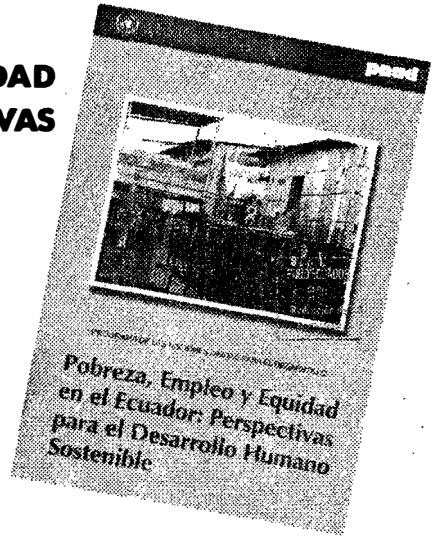 DAD
VAS
pnud
Pobreza, Empleo y Equidad
en el Ecuador: Perspectivas
para el Desarrollo Humano
Sostenible